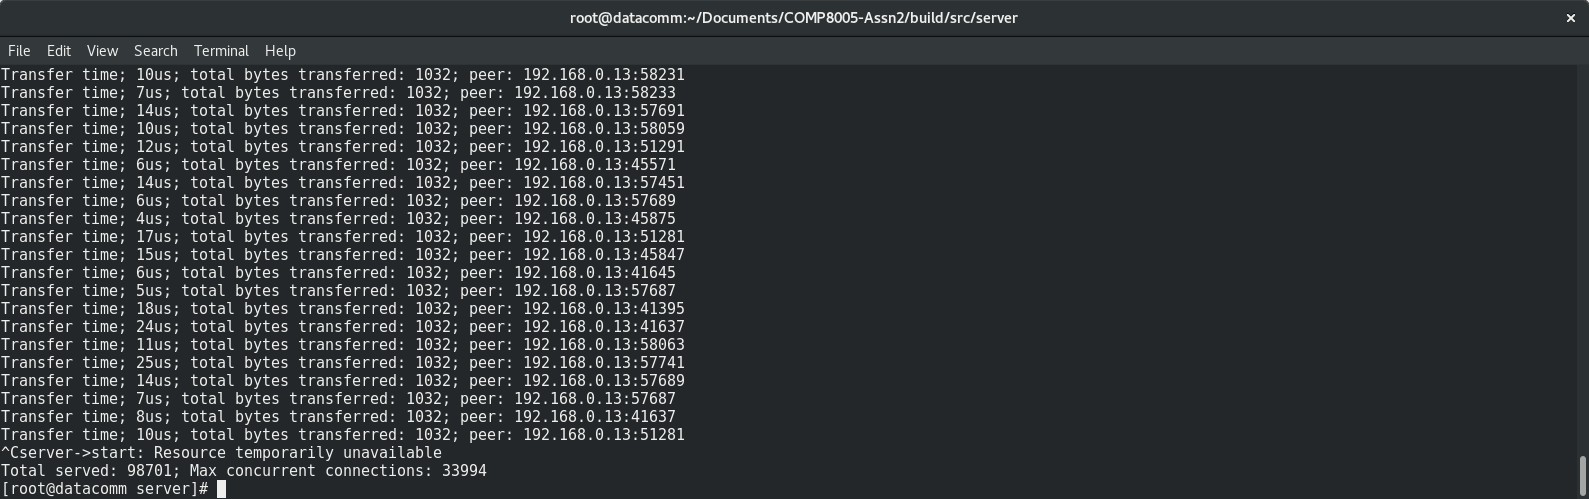 root@datacomm:~/Documents/COMP8005-Assn2/build/src/server
File Edit View Search Terminal Help
Transfer time; 10us; total bytes transferred: 1032; peer: 192.168.0.13:58231
Transfer time; 7us; total bytes transferred: 1032; peer: 192.168.0.13:58233
Transfer time; 14us; total bytes transferred: 1032; peer: 192.168.0.13:57691
Transfer time; 10us; total bytes transferred: 1032; peer: 192.168.0.13:58059
Transfer time; 12us; total bytes transferred: 1032; peer: 192.168.0.13:51291
Transfer time; 6us; total bytes transferred: 1032; peer: 192.168.0.13:45571
Transfer time; 14us; total bytes transferred: 1032; peer: 192.168.0.13:57451
Transfer time; 6us; total bytes transferred: 1032; peer: 192.168.0.13:57689
Transfer time; 4us; total bytes transferred: 1032; peer: 192.168.0.13:45875
Transfer time; 17us; total bytes transferred: 1032; peer: 192.168.0.13:51281
Transfer time; 15us; total bytes transferred: 1032; peer: 192.168.0.13:45847
Transfer time; 6us; total bytes transferred: 1032; peer: 192.168.0.13:41645
Transfer time; 5us; total bytes transferred: 1032; peer: 192.168.0.13:57687
Transfer time; 18us; total bytes transferred: 1032; peer: 192.168.0.13:41395
Transfer time; 24us; total bytes transferred: 1032; peer: 192.168.0.13:41637
Transfer time; 11us; total bytes transferred: 1032; peer: 192.168.0.13:58063
Transfer time; 25us; total bytes transferred: 1032; peer: 192.168.0.13:57741
Transfer time; 14us; total bytes transferred: 1032; peer: 192.168.0.13:57689
Transfer time; 7us; total bytes transferred: 1032; peer: 192.168.0.13:57687
Transfer time; 8us; total bytes transferred: 1032; peer: 192.168.0.13:41637
Transfer time; 10us; total bytes transferred: 1032; peer: 192.168.0.13:51281
^Cserver->start: Resource temporarily unavailable
Total served: 98701; Max concurrent connections: 33994
[root@datacomm server]#